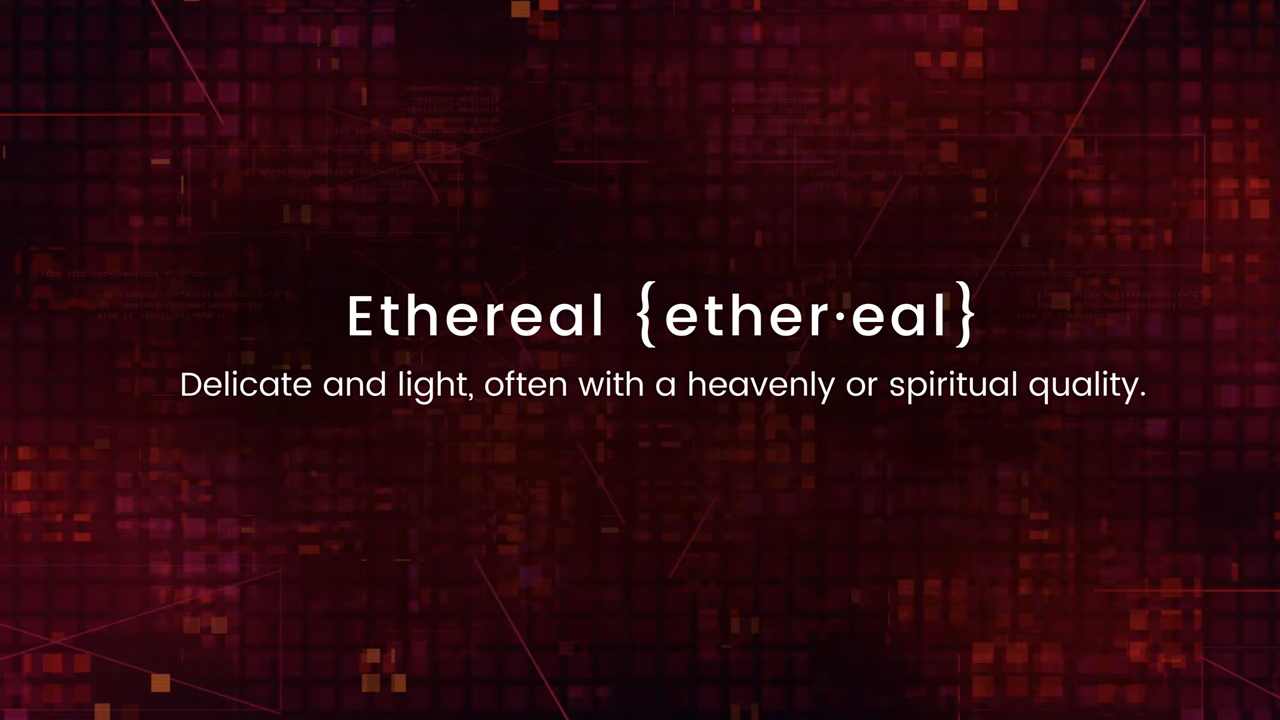 Ethereal {ether·eal}
Delicate and light, often with a heavenly or spiritual quality.